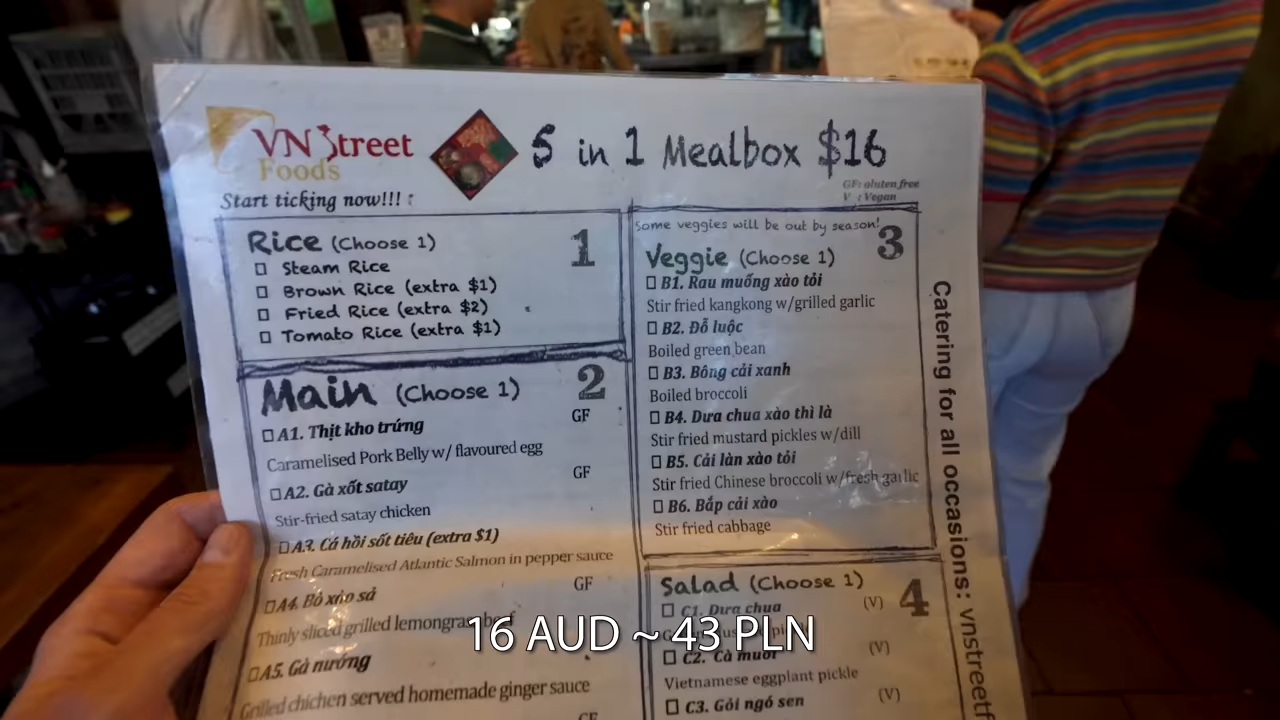 VN Street
Foods
5 in 1 Mealbox $16
GF: gluten free
V : Vegan
Start ticking now!!!
Rice (Choose 1)
1
Steam Rice
Brown Rice (extra $1)
Fried Rice (extra $2)
Tomato Rice (extra $1)
Main (Choose 1)
2
GF
A1. Thịt kho trứng
Caramelised Pork Belly w/ flavoured egg
GF
A2. Gà xốt satay
Stir-fried satay chicken
A3. Cá hồi sốt tiêu (extra $1)
Fresh Caramelised Atlantic Salmon in pepper sauce
GF
A4. Bò xào sả
Thinly sliced grilled lemongrass beef
A5. Gà nướng
Grilled chichen served homemade ginger sauce
GF
Some veggies will be out by season!
3
Veggie (Choose 1)
B1. Rau muống xào tỏi
Stir fried kangkong w/grilled garlic
B2. Đỗ luộc
Boiled green bean
B3. Bông cải xanh
Boiled broccoli
B4. Dưa chua xào thì là
Stir fried mustard pickles w/dill
B5. Cải làn xào tỏi
Stir fried Chinese broccoli w/fresh garlic
B6. Bắp cải xào
Stir fried cabbage
Salad (Choose 1)
4
C1. Dưa chua
(V)
C2. Cà muối
(V)
Vietnamese eggplant pickle
C3. Gỏi ngó sen
(V)
Catering for all occasions: vnstreetf
16 AUD ~ 43 PLN